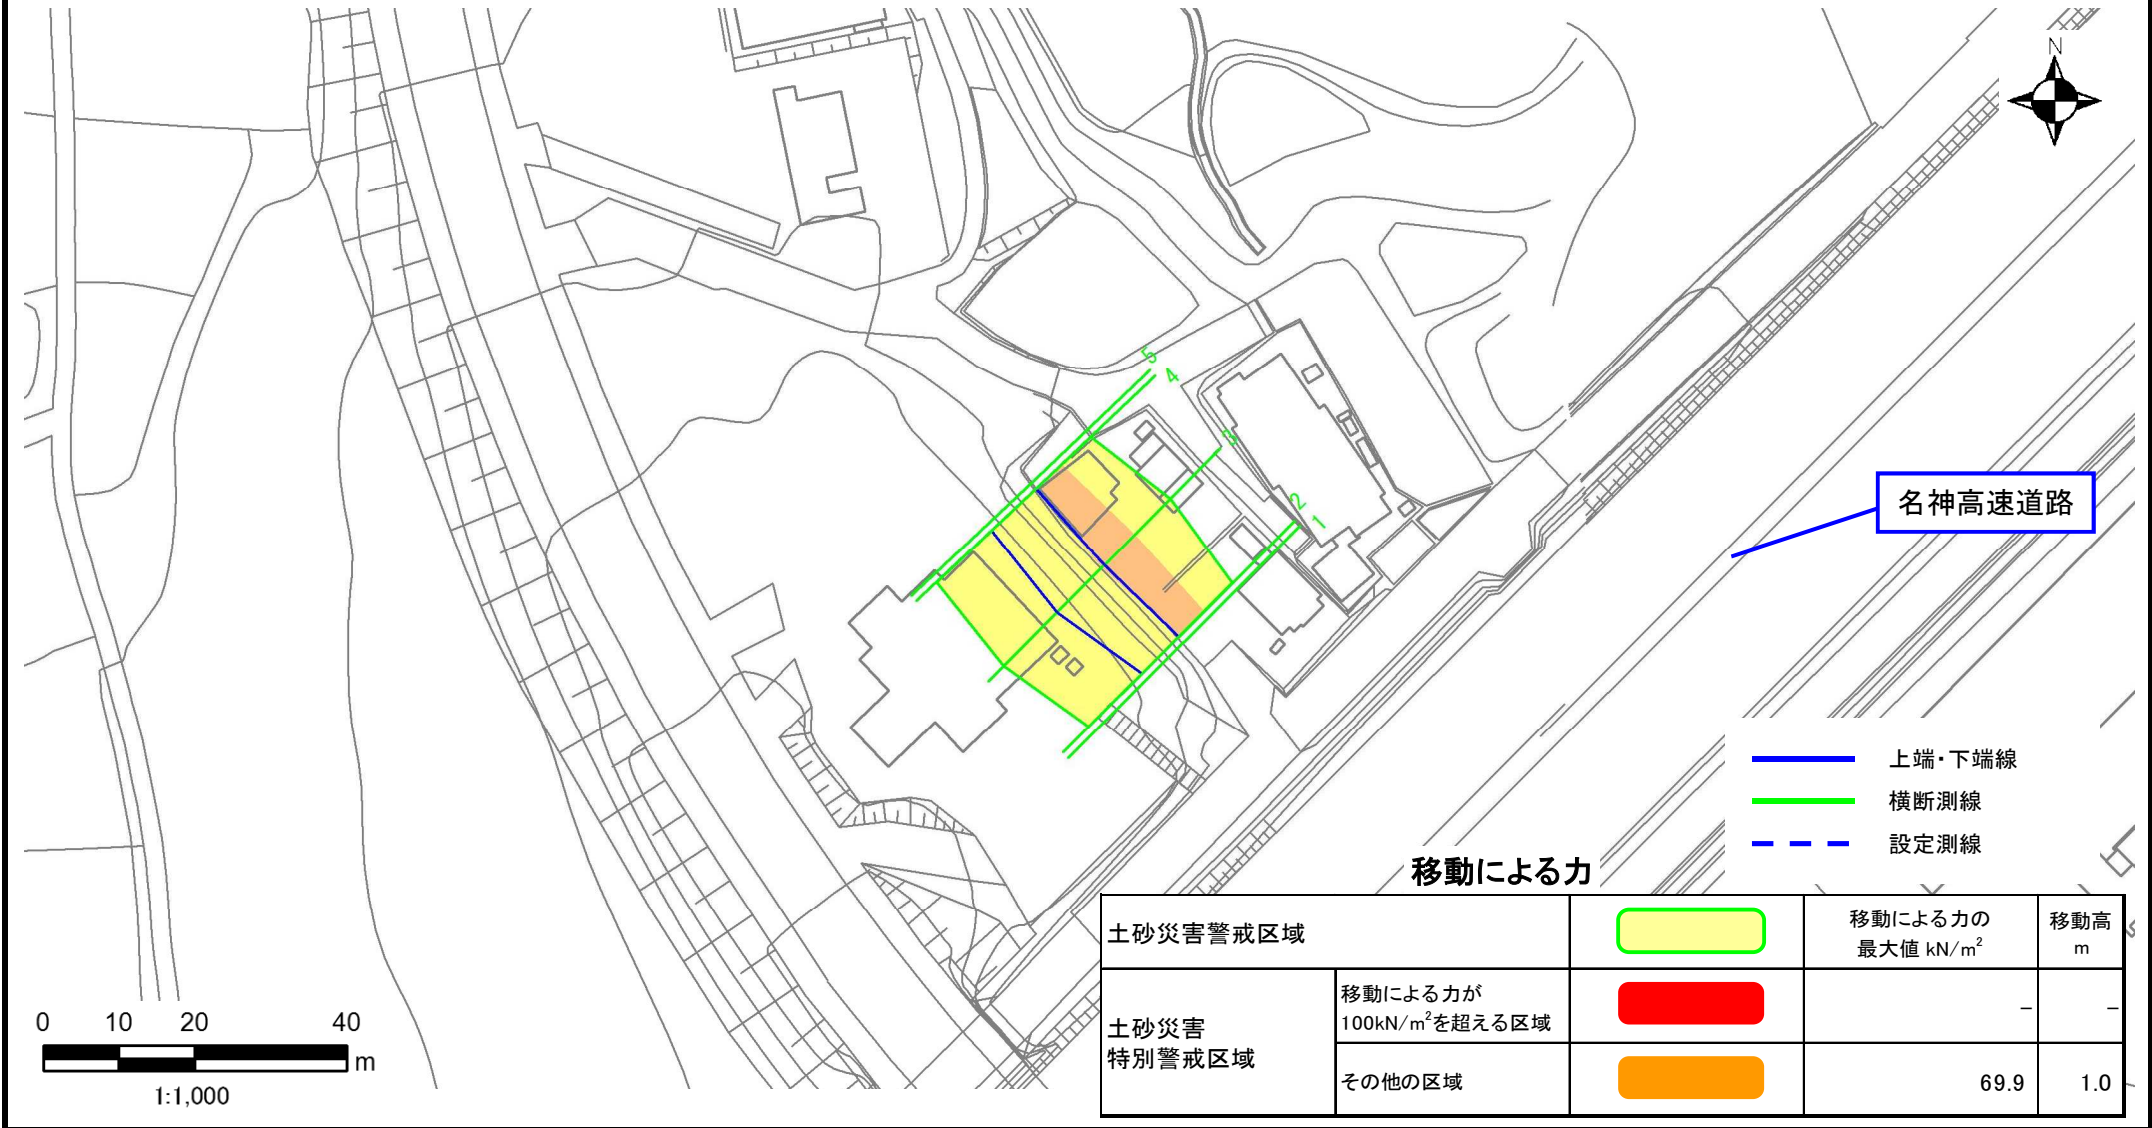 N
5
4
3
2
1
名神高速道路
上端・下端線
横断測線
設定測線
移動による力
土砂災害警戒区域
移動による力の
最大値 kN/m²
移動高
m
土砂災害
特別警戒区域
移動による力が
100kN/m²を超える区域
－
－
その他の区域
69.9
1.0
0 10 20 40
m
1:1,000